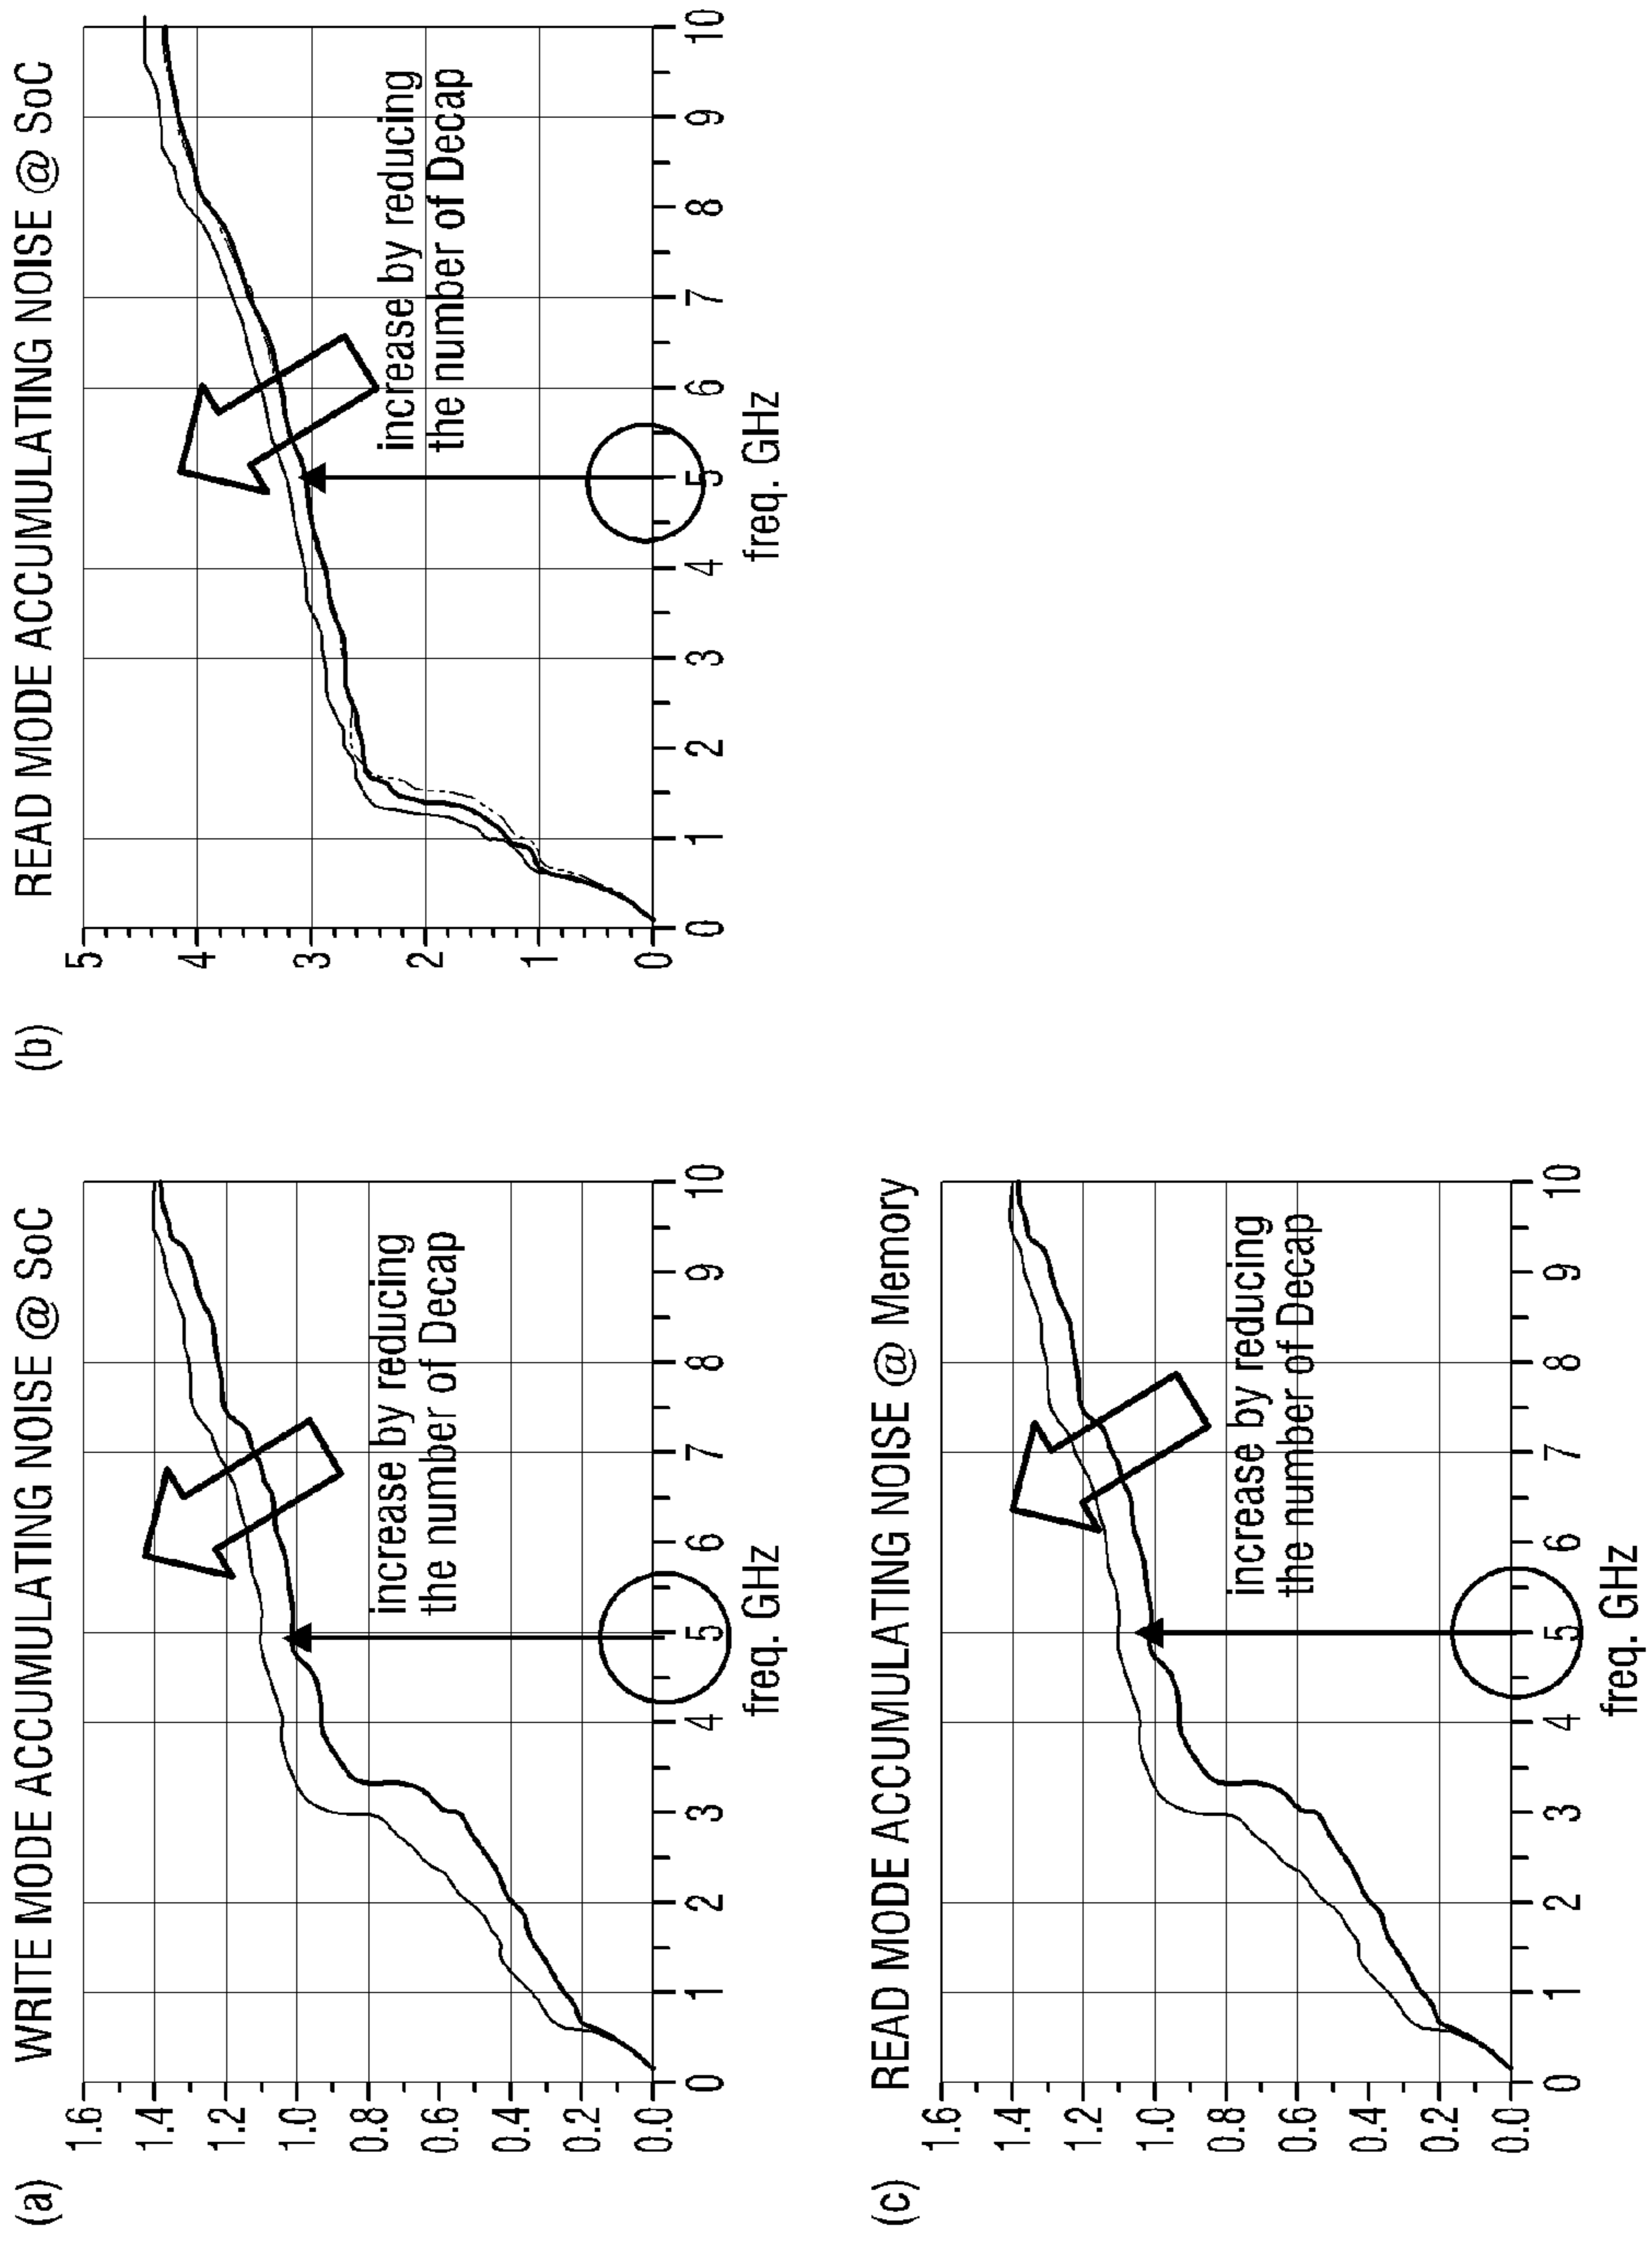 (a)
WRITE MODE ACCUMULATING NOISE @ SoC
1.6
1.4
1.2
1.0
0.8
0.6
0.4
0.2
0.0
increase by reducing
the number of Decap
0 1 2 3 4 5 6 7 8 9 10
freq. GHz
(b)
READ MODE ACCUMULATING NOISE @ SoC
5
4
3
2
1
0
increase by reducing
the number of Decap
0 1 2 3 4 5 6 7 8 9 10
freq. GHz
(c)
READ MODE ACCUMULATING NOISE @ Memory
1.6
1.4
1.2
1.0
0.8
0.6
0.4
0.2
0.0
increase by reducing
the number of Decap
0 1 2 3 4 5 6 7 8 9 10
freq. GHz